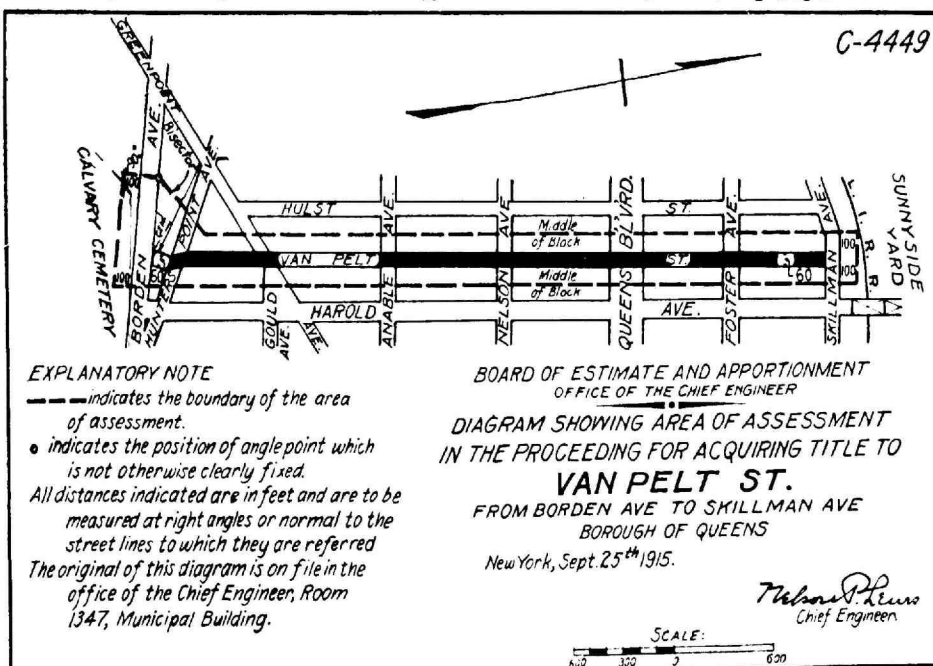 C-4449
GREENPOINT
AVE.
Bisector
AVE.
CALVARY CEMETERY
BORDEN
HUNTERS
POINT
AVE.
HULST
ST.
Middle
of Block
VAN PELT
ST.
Middle
of Block
HAROLD
AVE.
GOULD
AVE.
AVE.
ANABLE AVE.
NELSON
QUEENS BL'V'RD.
FOSTER AVE
SKILLMAN AVE.
100
100
100
60
60
L. I. R. R.
SUNNYSIDE
YARD
EXPLANATORY NOTE
indicates the boundary of the area
of assessment.
indicates the position of angle point which
is not otherwise clearly fixed.
All distances indicated are in feet and are to be
measured at right angles or normal to the
street lines to which they are referred
The original of this diagram is on file in the
office of the Chief Engineer, Room
1347, Municipal Building.
BOARD OF ESTIMATE AND APPORTIONMENT
OFFICE OF THE CHIEF ENGINEER
DIAGRAM SHOWING AREA OF ASSESSMENT
IN THE PROCEEDING FOR ACQUIRING TITLE TO
VAN PELT ST.
FROM BORDEN AVE TO SKILLMAN AVE
BOROUGH OF QUEENS
New York, Sept. 25th 1915.
Nelson P. Lewis
Chief Engineer.
SCALE:
600 300 0 600